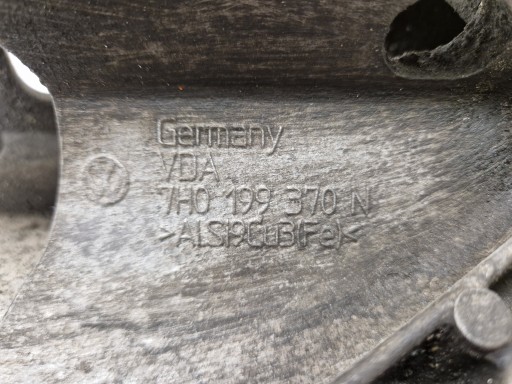 Germany
VDA
7H0 199 370 N
>ALSI9Cu3(Fe)<